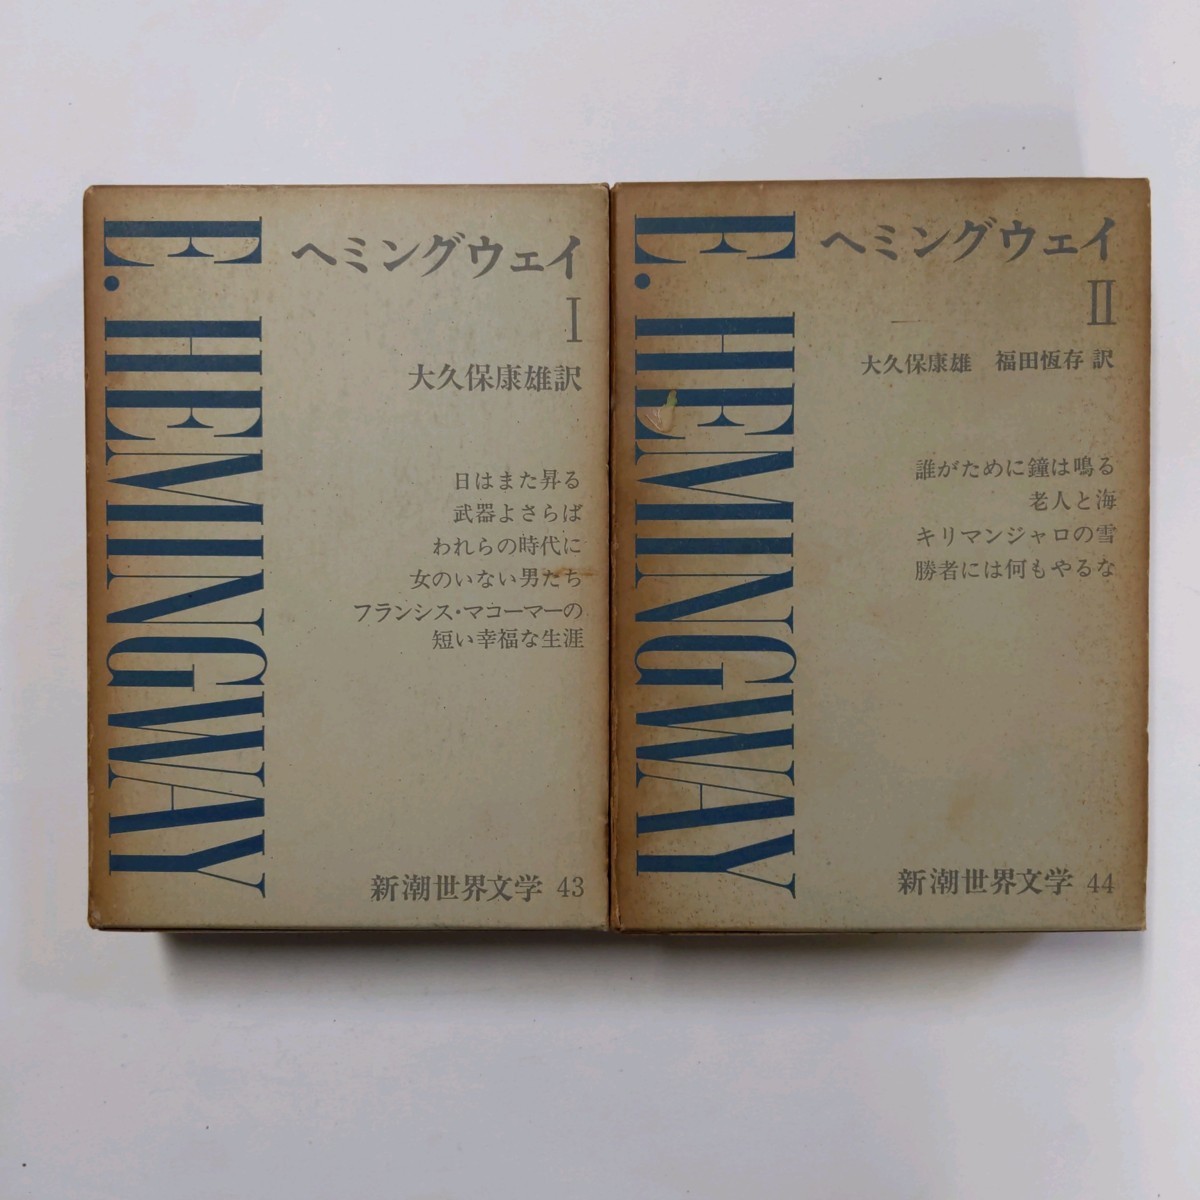 E. HEMINGWAY
ヘミングウェイ
I
大久保康雄訳
日はまた昇る
武器よさらば
われらの時代に
女のいない男たち
フランシス・マコーマーの
短い幸福な生涯
新潮世界文学 43
E. HEMINGWAY
ヘミングウェイ
II
大久保康雄 福田恆存 訳
誰がために鐘は鳴る
老人と海
キリマンジャロの雪
勝者には何もやるな
新潮世界文学 44